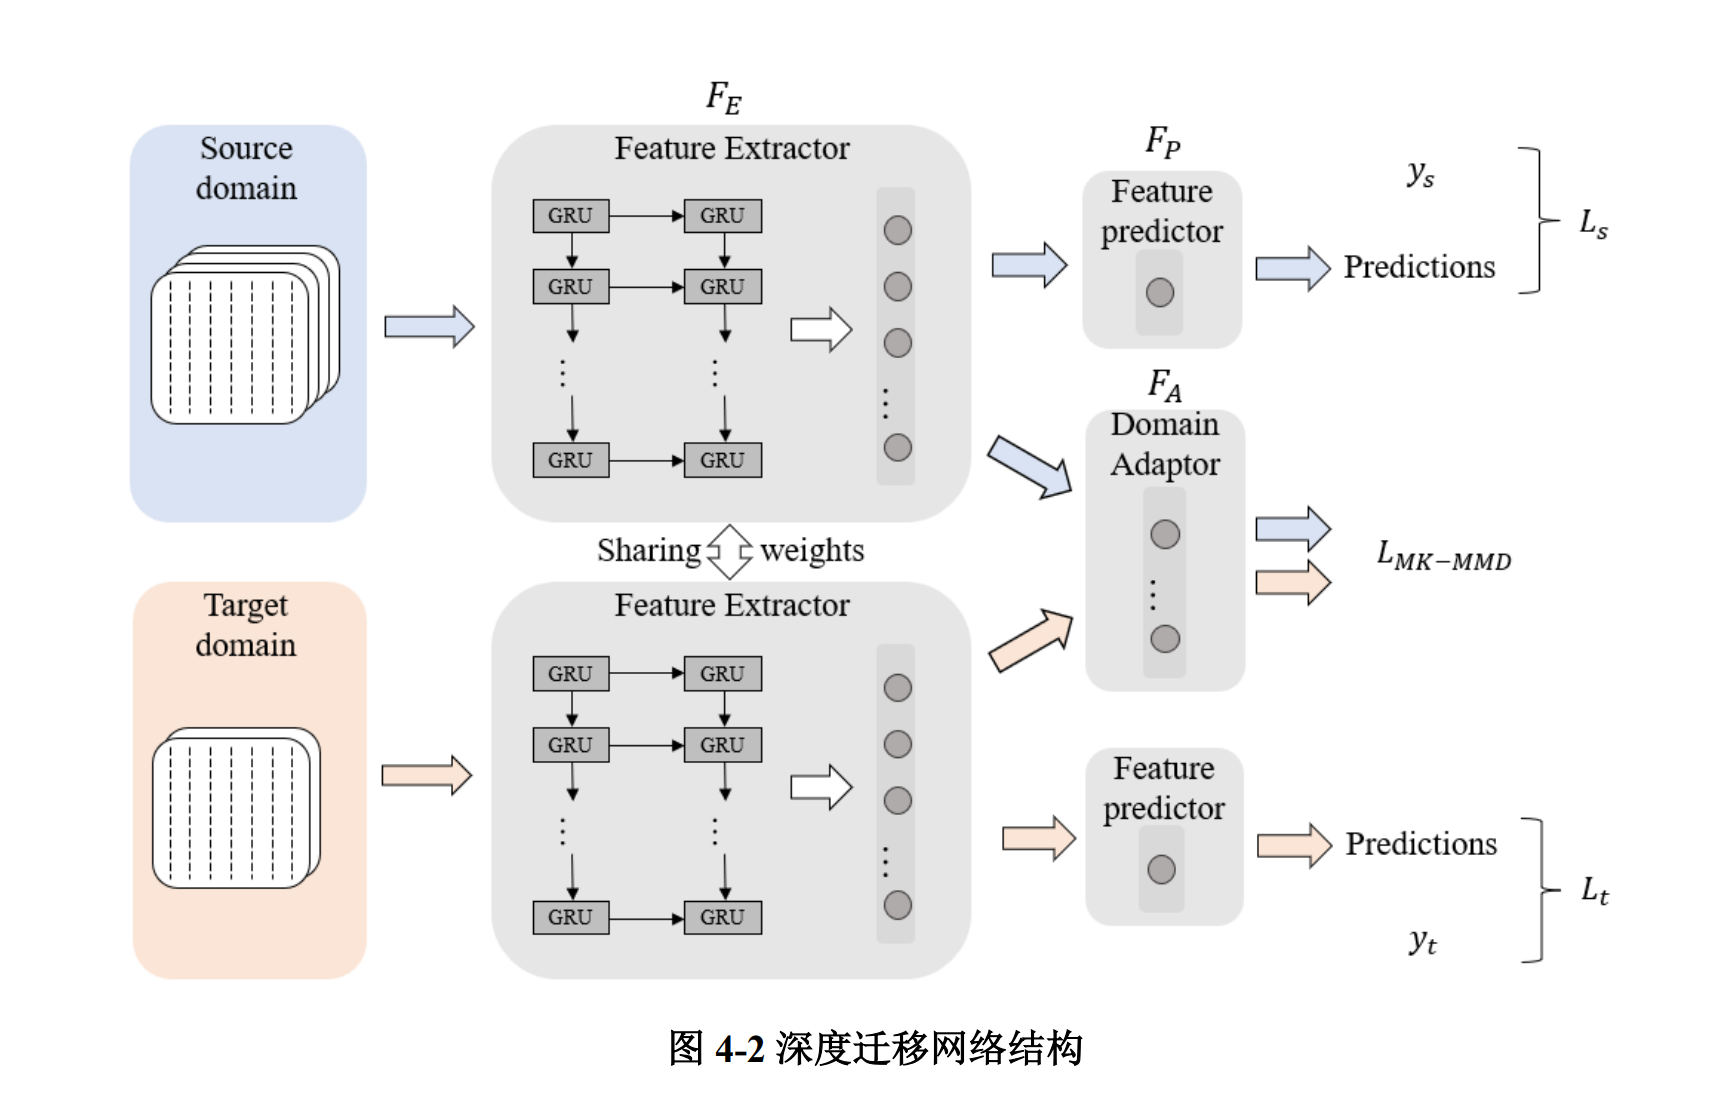 F_E
Source
domain
Feature Extractor
GRU GRU
GRU GRU
GRU GRU
F_P
Feature
predictor
y_s
Predictions
L_s
F_A
Domain
Adaptor
L_{MK-MMD}
Sharing weights
Target
domain
Feature Extractor
GRU GRU
GRU GRU
GRU GRU
Feature
predictor
Predictions
y_t
L_t
图 4-2 深度迁移网络结构